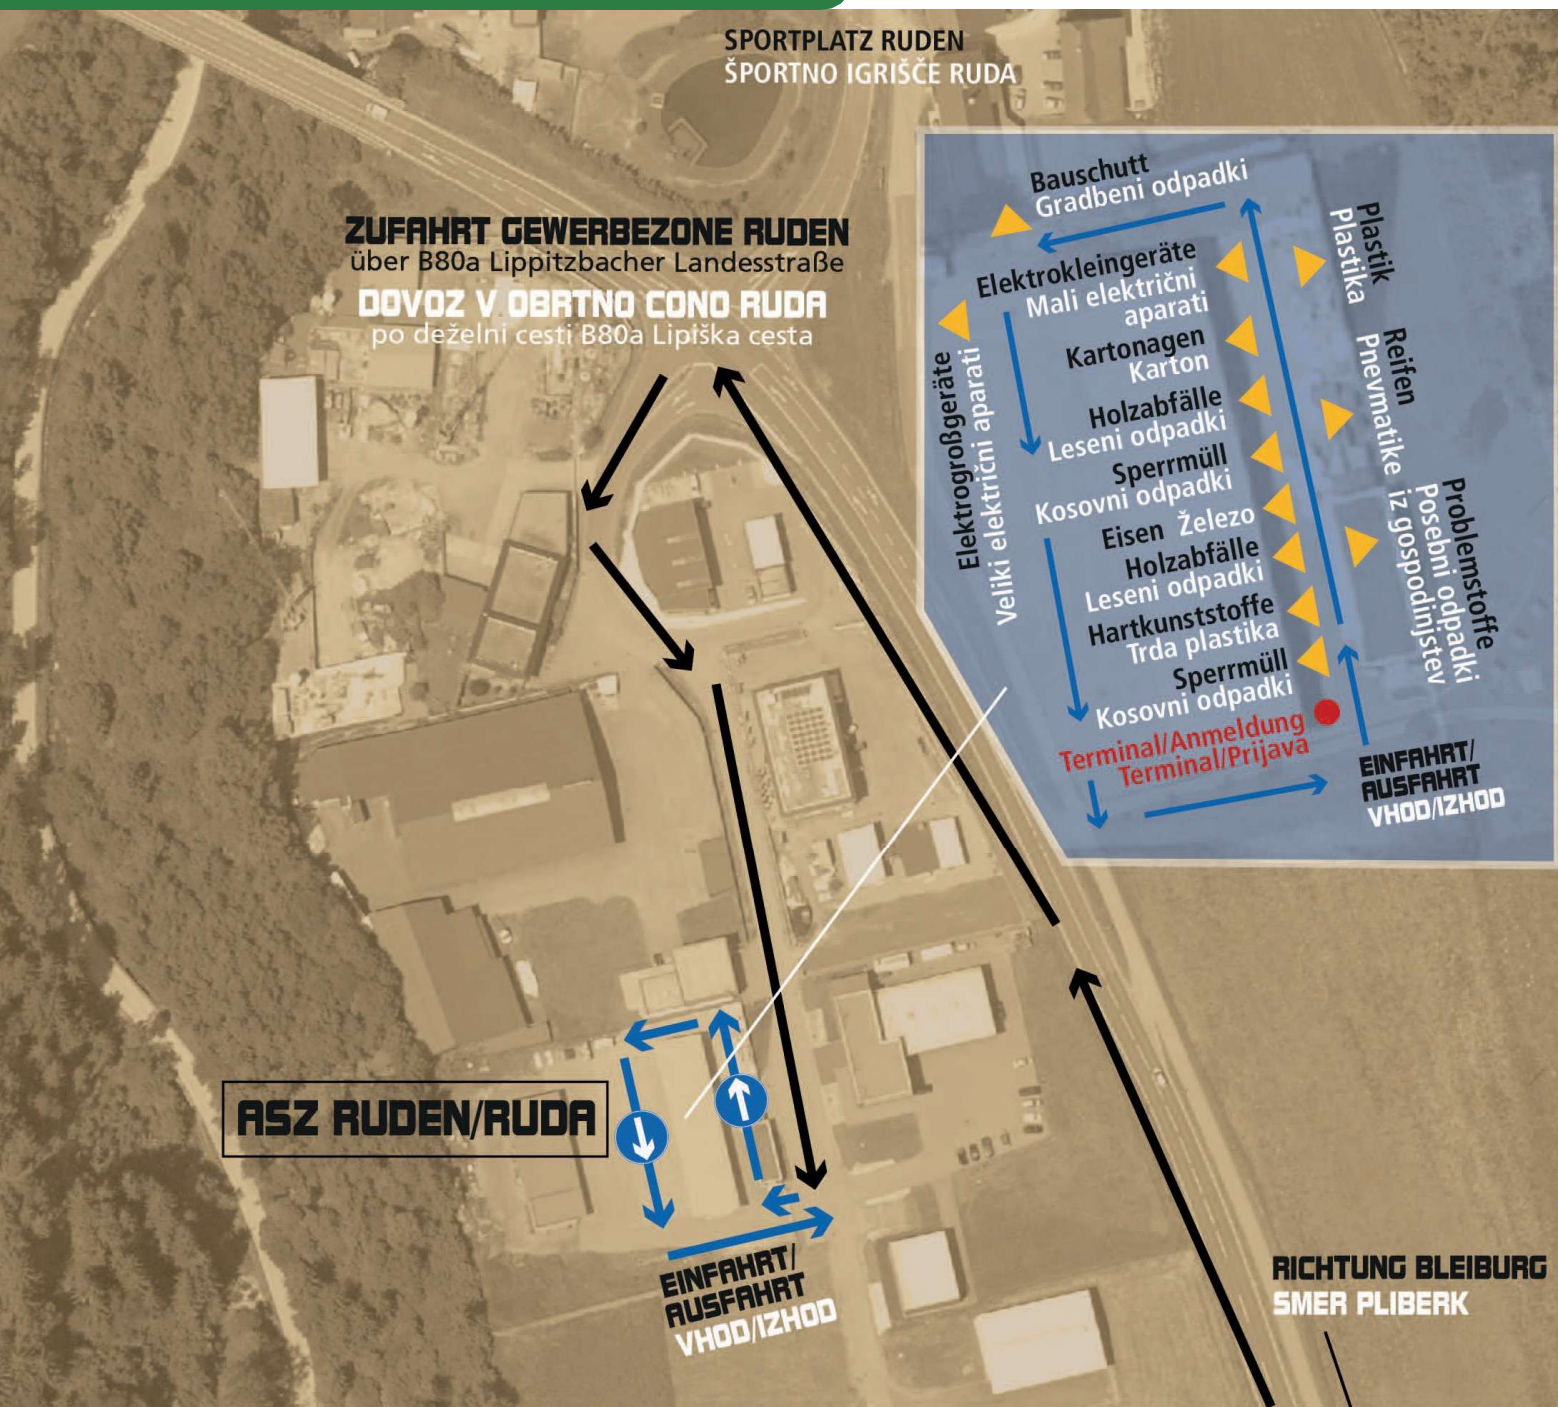 SPORTPLATZ RUDEN
ŠPORTNO IGRIŠČE RUDA
ZUFAHRT GEWERBEZONE RUDEN
über B80a Lippitzbacher Landesstraße
DOVOZ V OBRTNO CONO RUDA
po deželni cesti B80a Lipiška cesta
Bauschutt
Gradbeni odpadki
Elektrokleingeräte
Mali električni
aparati
Kartonagen
Karton
Holzabfälle
Leseni odpadki
Sperrmüll
Kosovni odpadki
Eisen Železo
Holzabfälle
Leseni odpadki
Hartkunststoffe
Trda plastika
Sperrmüll
Kosovni odpadki
Terminal/Anmeldung
Terminal/Prijava
Elektrogroßgeräte
Veliki električni aparati
Plastik
Plastika
Reifen
Pnevmatike
Problemstoffe
Posebni odpadki
iz gospodinjstev
EINFAHRT/
AUSFAHRT
VHOD/IZHOD
ASZ RUDEN/RUDA
EINFAHRT/
AUSFAHRT
VHOD/IZHOD
RICHTUNG BLEIBURG
SMER PLIBERK